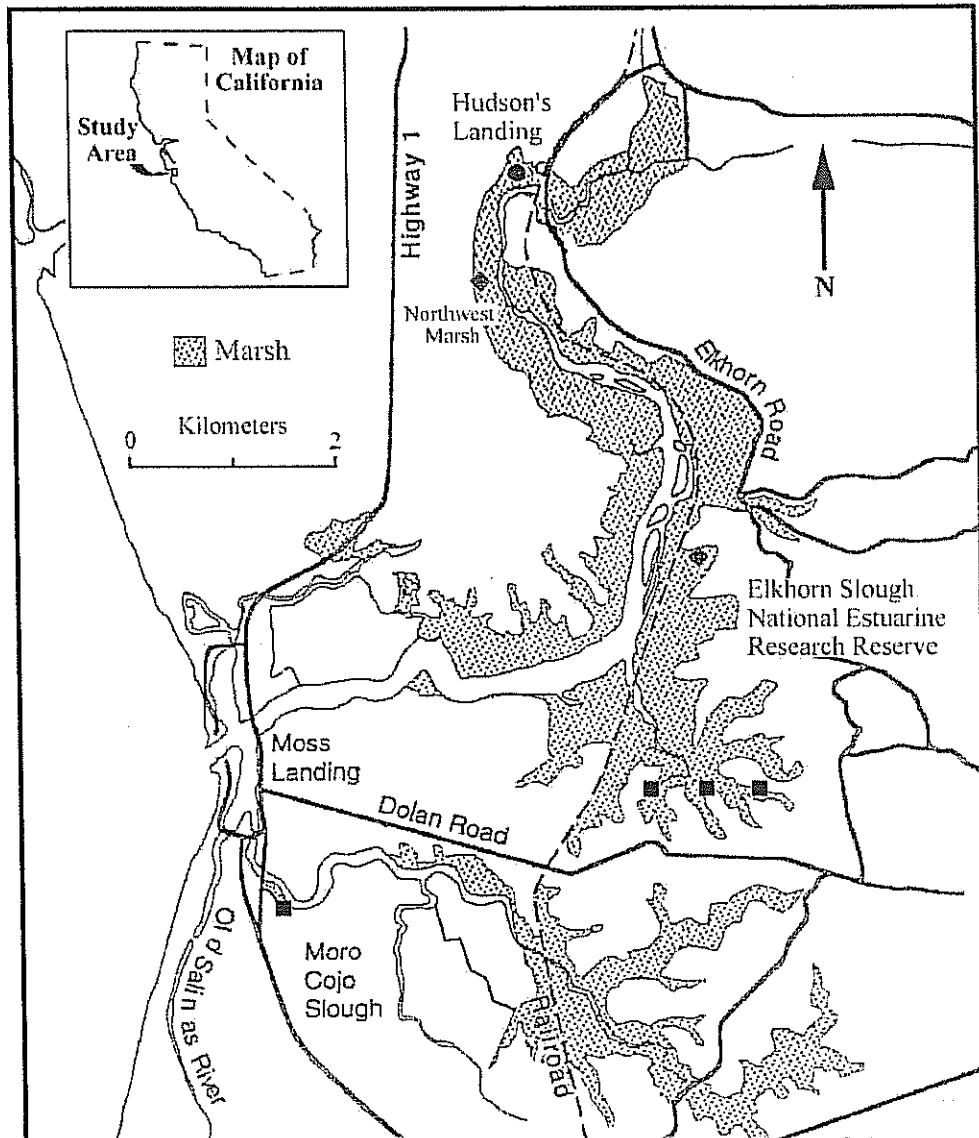 Map of
California
Study
Area
Highway 1
Hudson's
Landing
N
Northwest
Marsh
Marsh
Elkhorn Road
Kilometers
0 2
Elkhorn Slough
National Estuarine
Research Reserve
Moss
Landing
Dolan Road
Old Salinas River
Moro
Cojo
Slough
Railroad